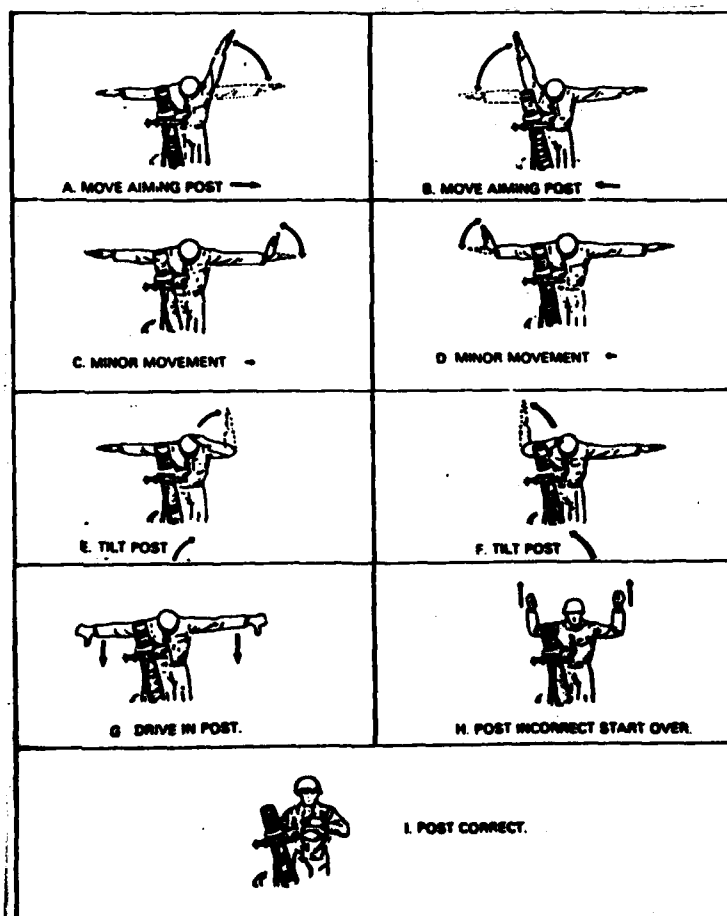 A. MOVE AIMING POST →
B. MOVE AIMING POST ←
C. MINOR MOVEMENT →
D MINOR MOVEMENT ←
E. TILT POST
F. TILT POST
G DRIVE IN POST.
H. POST INCORRECT START OVER.
I. POST CORRECT.